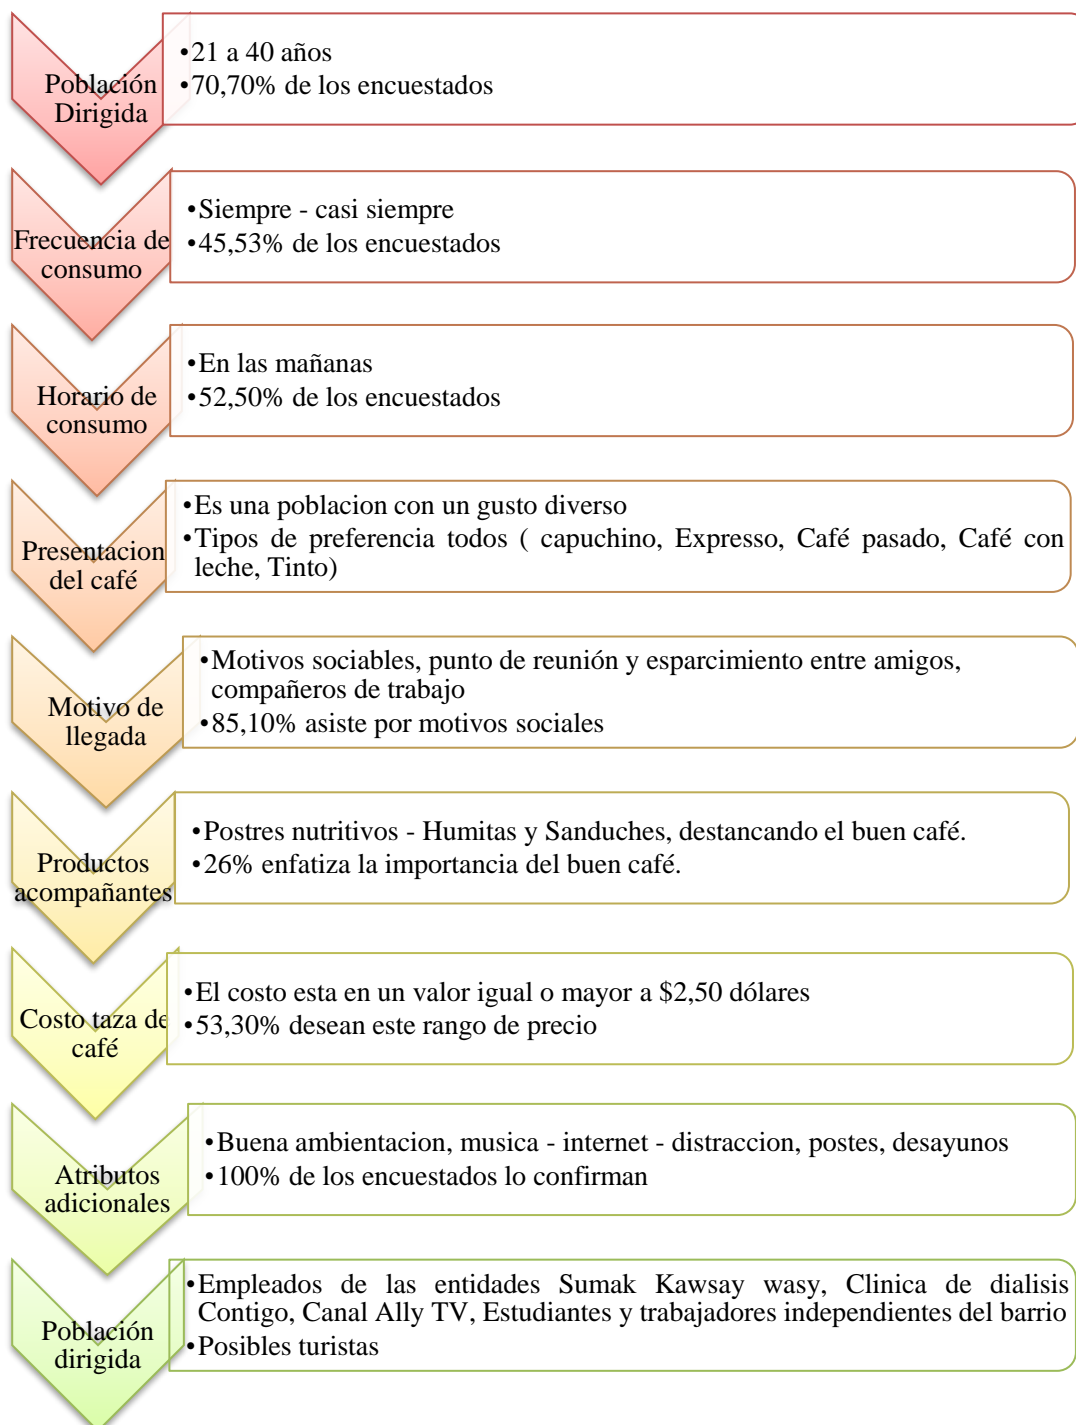 Población
Dirigida
•21 a 40 años
•70,70% de los encuestados
Frecuencia de
consumo
•Siempre - casi siempre
•45,53% de los encuestados
Horario de
consumo
•En las mañanas
•52,50% de los encuestados
Presentacion
del café
•Es una poblacion con un gusto diverso
•Tipos de preferencia todos ( capuchino, Expresso, Café pasado, Café con
leche, Tinto)
Motivo de
llegada
•Motivos sociables, punto de reunión y esparcimiento entre amigos,
compañeros de trabajo
•85,10% asiste por motivos sociales
Productos
acompañantes
•Postres nutritivos - Humitas y Sanduches, destancando el buen café.
•26% enfatiza la importancia del buen café.
Costo taza de
café
•El costo esta en un valor igual o mayor a $2,50 dólares
•53,30% desean este rango de precio
Atributos
adicionales
•Buena ambientacion, musica - internet - distraccion, postes, desayunos
•100% de los encuestados lo confirman
Población
dirigida
•Empleados de las entidades Sumak Kawsay wasy, Clinica de dialisis
Contigo, Canal Ally TV, Estudiantes y trabajadores independientes del barrio
•Posibles turistas